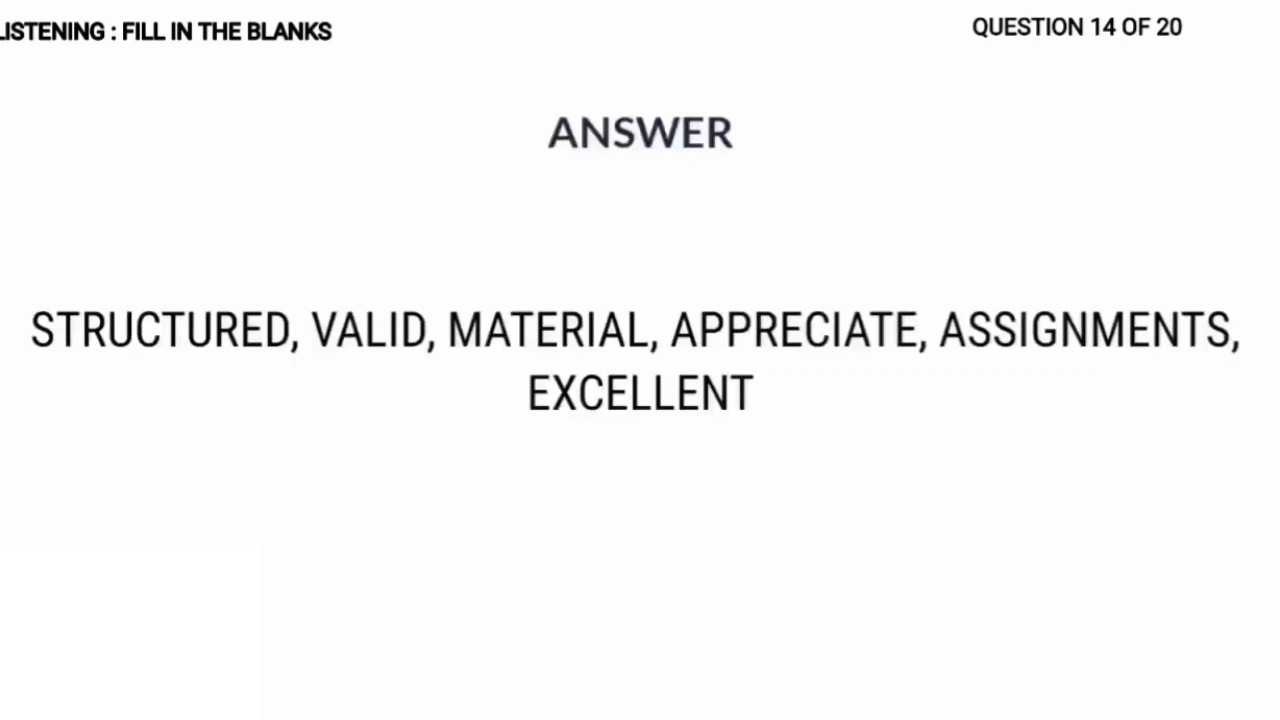 LISTENING : FILL IN THE BLANKS
QUESTION 14 OF 20
ANSWER
STRUCTURED, VALID, MATERIAL, APPRECIATE, ASSIGNMENTS,
EXCELLENT